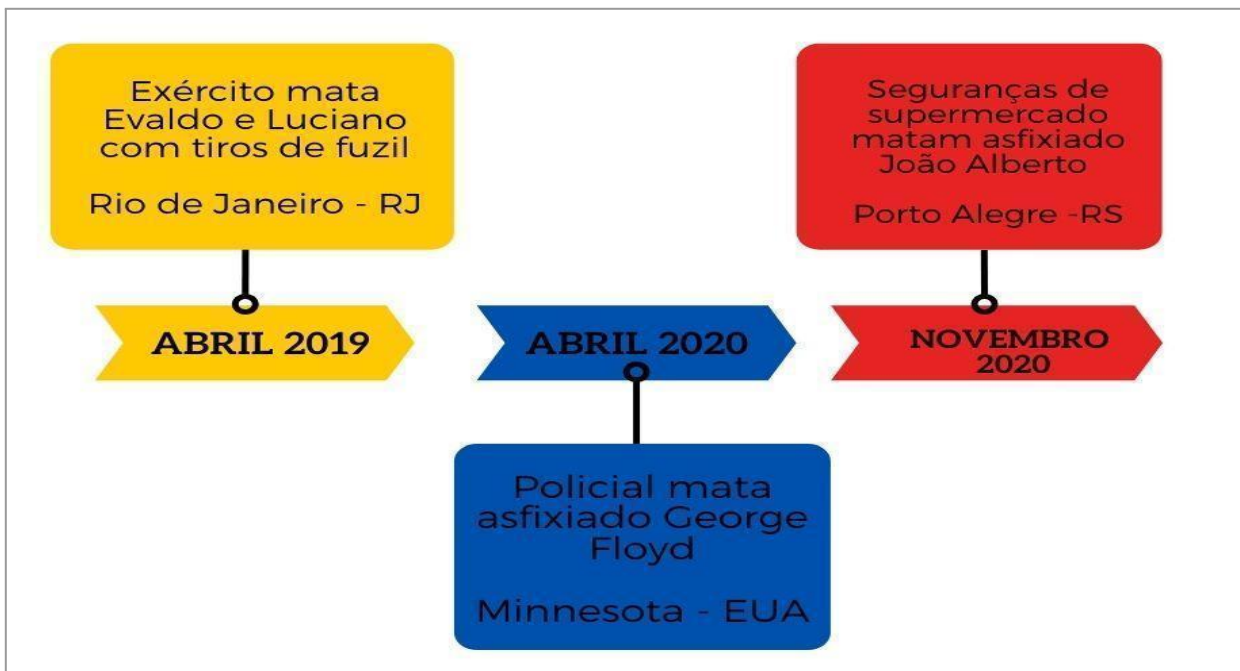 Exército mata
Evaldo e Luciano
com tiros de fuzil
Rio de Janeiro - RJ
ABRIL 2019
ABRIL 2020
Policial mata
asfixiado George
Floyd
Minnesota - EUA
Seguranças de
supermercado
matam asfixiado
João Alberto
Porto Alegre -RS
NOVEMBRO
2020